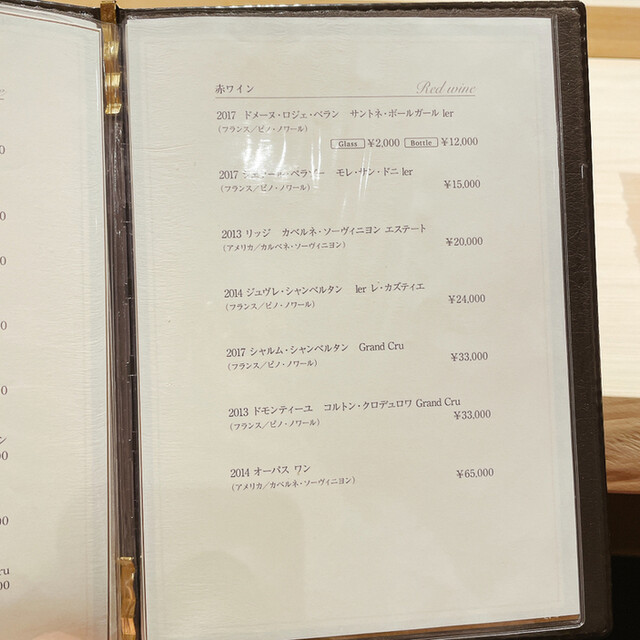 赤ワイン Red wine
2017 ドメーヌ・ロジェ・ベラン サントネ・ボールガール 1er
(フランス/ピノ・ノワール)
Glass ¥2,000 Bottle ¥12,000
2017 モレ・サン・ドニ 1er
(フランス/ピノ・ノワール)
¥15,000
2013 リッジ カベルネ・ソーヴィニヨン エステート
(アメリカ/カルベネ・ソーヴィニヨン)
¥20,000
2014 ジュヴレ・シャンベルタン 1er レ・カズティエ
(フランス/ピノ・ノワール)
¥24,000
2017 シャルム・シャンベルタン Grand Cru
(フランス/ピノ・ノワール)
¥33,000
2013 ドモンティーユ コルトン・クロデュロワ Grand Cru
(フランス/ピノ・ノワール)
¥33,000
2014 オーパス ワン
(アメリカ/カベルネ・ソーヴィニヨン)
¥65,000